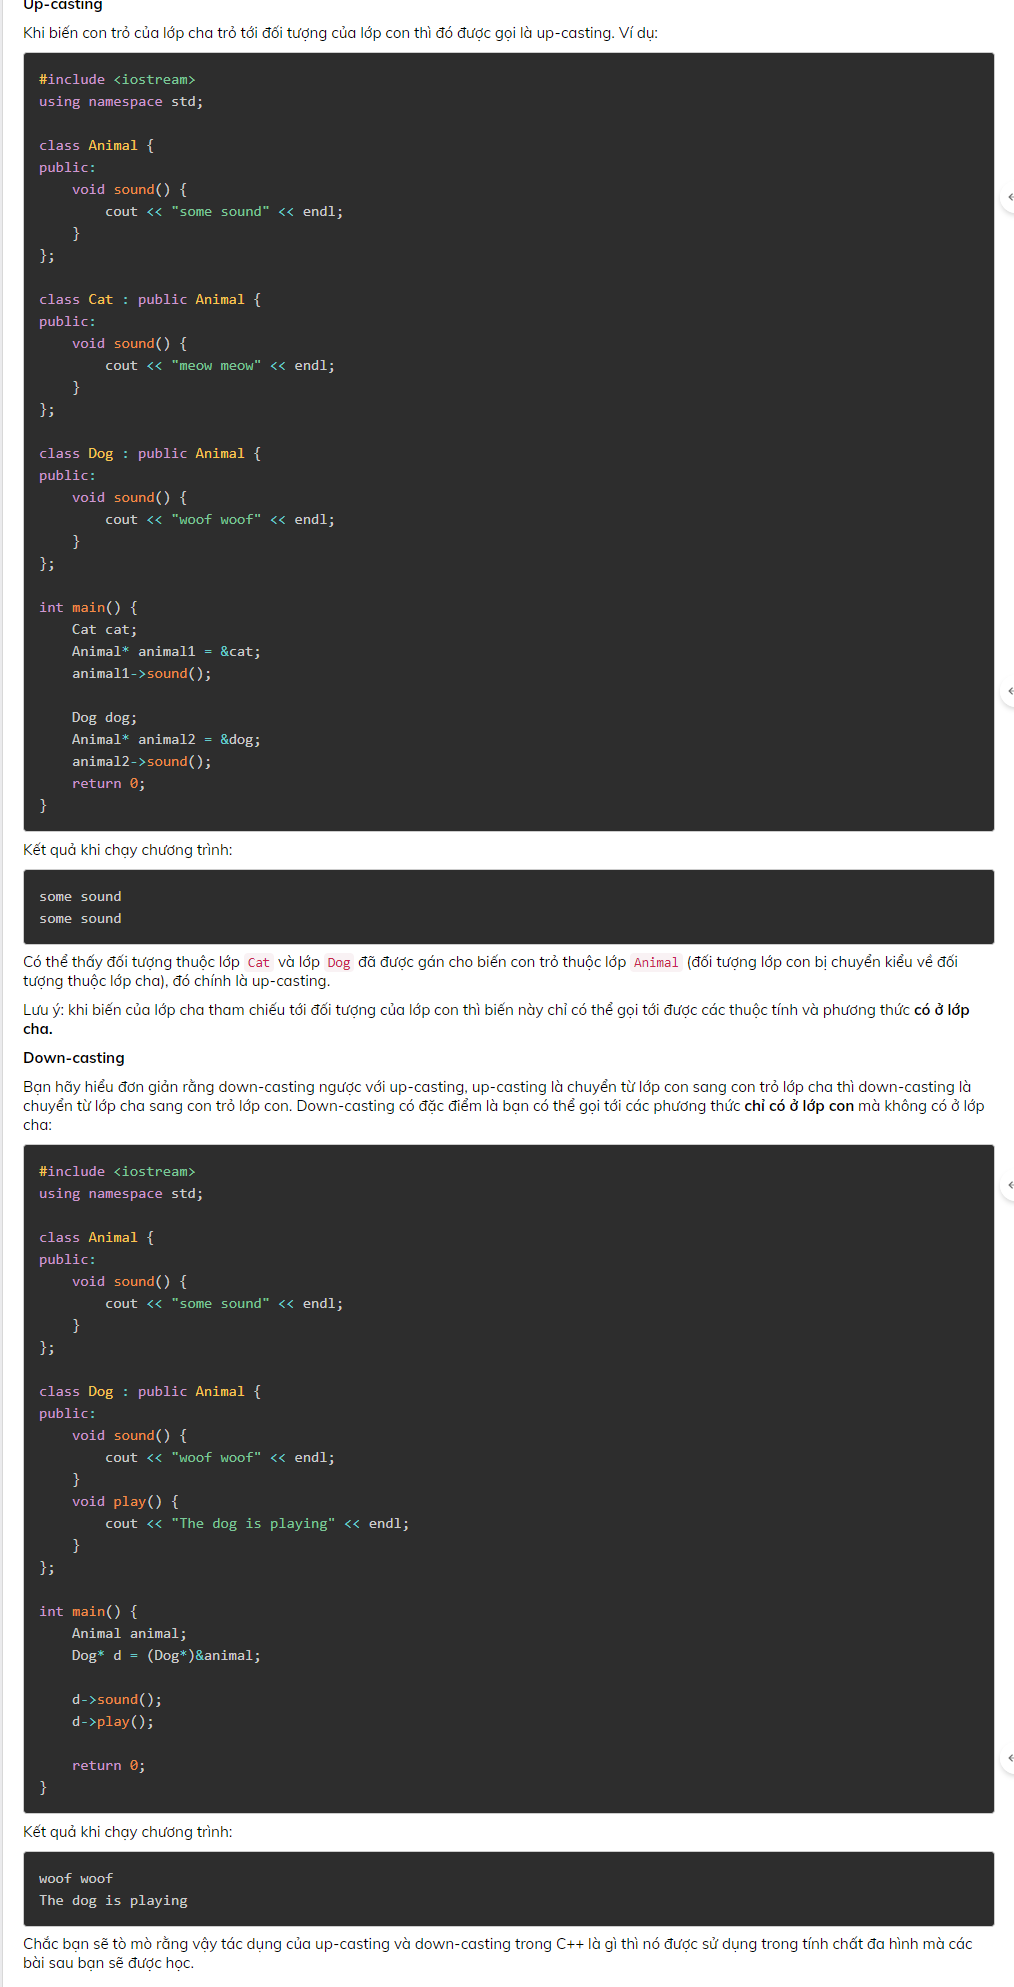 Up-casting
Khi biến con trỏ của lớp cha trỏ tới đối tượng của lớp con thì đó được gọi là up-casting. Ví dụ:
#include <iostream>
using namespace std;

class Animal {
public:
    void sound() {
        cout << "some sound" << endl;
    }
};

class Cat : public Animal {
public:
    void sound() {
        cout << "meow meow" << endl;
    }
};

class Dog : public Animal {
public:
    void sound() {
        cout << "woof woof" << endl;
    }
};

int main() {
    Cat cat;
    Animal* animal1 = &cat;
    animal1->sound();

    Dog dog;
    Animal* animal2 = &dog;
    animal2->sound();
    return 0;
}
Kết quả khi chạy chương trình:
some sound
some sound
Có thể thấy đối tượng thuộc lớp Cat và lớp Dog đã được gán cho biến con trỏ thuộc lớp Animal (đối tượng lớp con bị chuyển kiểu về đối
tượng thuộc lớp cha), đó chính là up-casting.
Lưu ý: khi biến của lớp cha tham chiếu tới đối tượng của lớp con thì biến này chỉ có thể gọi tới được các thuộc tính và phương thức có ở lớp
cha.
Down-casting
Bạn hãy hiểu đơn giản rằng down-casting ngược với up-casting, up-casting là chuyển từ lớp con sang con trỏ lớp cha thì down-casting là
chuyển từ lớp cha sang con trỏ lớp con. Down-casting có đặc điểm là bạn có thể gọi tới các phương thức chỉ có ở lớp con mà không có ở lớp
cha:
#include <iostream>
using namespace std;

class Animal {
public:
    void sound() {
        cout << "some sound" << endl;
    }
};

class Dog : public Animal {
public:
    void sound() {
        cout << "woof woof" << endl;
    }
    void play() {
        cout << "The dog is playing" << endl;
    }
};

int main() {
    Animal animal;
    Dog* d = (Dog*)&animal;

    d->sound();
    d->play();

    return 0;
}
Kết quả khi chạy chương trình:
woof woof
The dog is playing
Chắc bạn sẽ tò mò rằng vậy tác dụng của up-casting và down-casting trong C++ là gì thì nó được sử dụng trong tính chất đa hình mà các
bài sau bạn sẽ được học.